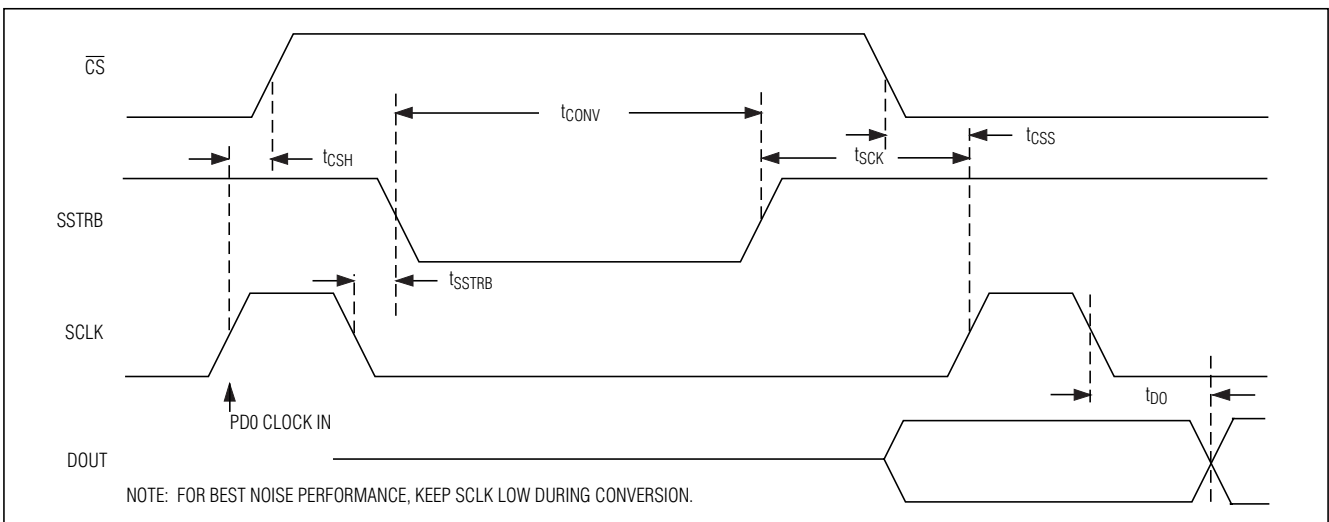 CS
tCONV
tCSS
tSCK
tCSH
SSTRB
tSSTRB
SCLK
tDO
PD0 CLOCK IN
DOUT
NOTE: FOR BEST NOISE PERFORMANCE, KEEP SCLK LOW DURING CONVERSION.